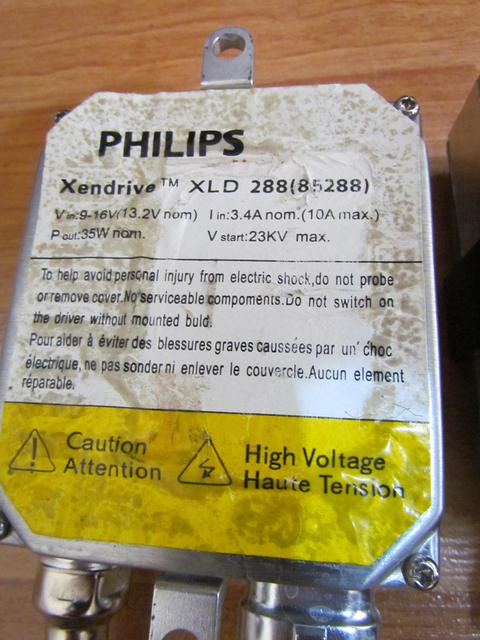 PHILIPS
Xendrive™ XLD 288(85288)
Vin:9-16V(13.2V nom) Iin:3.4A nom.(10A max.)
Pout:35W nom. Vstart:23KV max.
To help avoid personal injury from electric shock,do not probe
or remove cover.No serviceable compoments.Do not switch on
the driver without mounted buld.
Pour aider à éviter des blessures graves caussées par un' choc
électrique, ne pas sonder ni enlever le couvercle.Aucun element
réparable.
Caution
Attention
High Voltage
Haute Tension